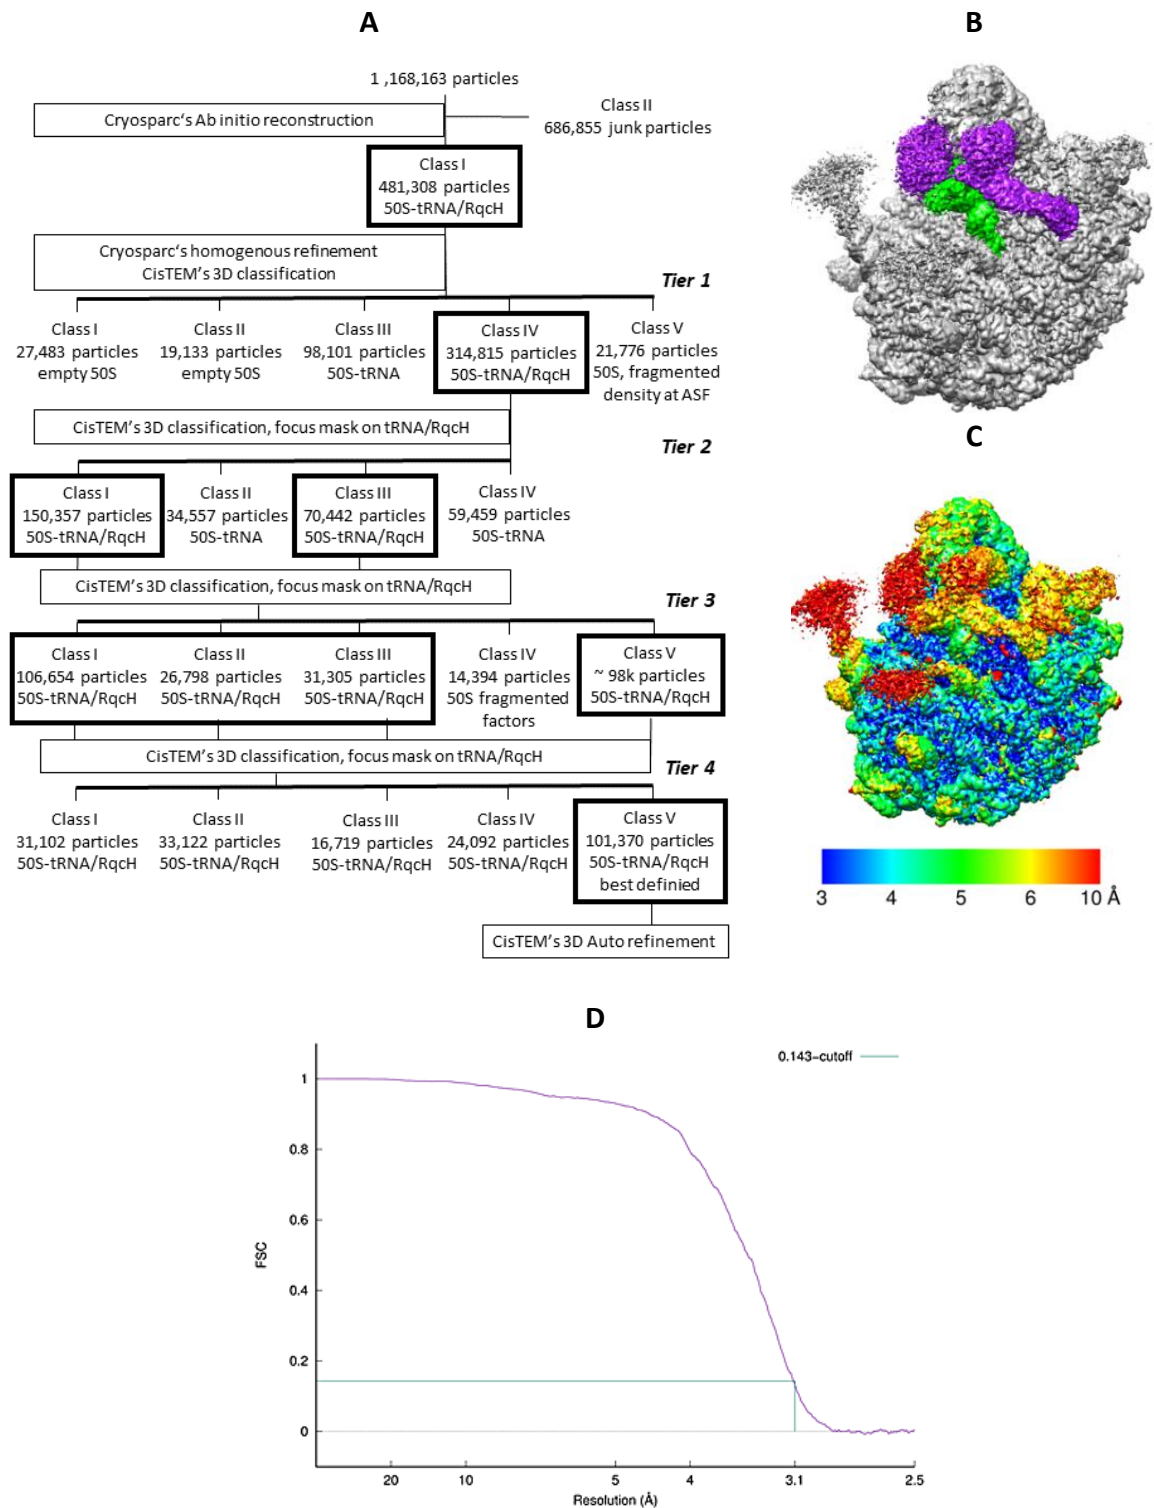 A
1 ,168,163 particles
Cryosparc's Ab initio reconstruction
Class II
686,855 junk particles
Class I
481,308 particles
50S-tRNA/RqcH
Cryosparc's homogenous refinement
CisTEM's 3D classification
Tier 1
Class I
27,483 particles
empty 50S
Class II
19,133 particles
empty 50S
Class III
98,101 particles
50S-tRNA
Class IV
314,815 particles
50S-tRNA/RqcH
Class V
21,776 particles
50S, fragmented
density at ASF
CisTEM's 3D classification, focus mask on tRNA/RqcH
Tier 2
Class I
150,357 particles
50S-tRNA/RqcH
Class II
34,557 particles
50S-tRNA
Class III
70,442 particles
50S-tRNA/RqcH
Class IV
59,459 particles
50S-tRNA
CisTEM's 3D classification, focus mask on tRNA/RqcH
Tier 3
Class I
106,654 particles
50S-tRNA/RqcH
Class II
26,798 particles
50S-tRNA/RqcH
Class III
31,305 particles
50S-tRNA/RqcH
Class IV
14,394 particles
50S fragmented
factors
Class V
~ 98k particles
50S-tRNA/RqcH
CisTEM's 3D classification, focus mask on tRNA/RqcH
Tier 4
Class I
31,102 particles
50S-tRNA/RqcH
Class II
33,122 particles
50S-tRNA/RqcH
Class III
16,719 particles
50S-tRNA/RqcH
Class IV
24,092 particles
50S-tRNA/RqcH
Class V
101,370 particles
50S-tRNA/RqcH
best definied
CisTEM's 3D Auto refinement
B
C
3 4 5 6 10 Å
D
0.143-cutoff
1
0.8
0.6
0.4
0.2
0
FSC
20 10 5 4 3.1 2.5
Resolution (Å)